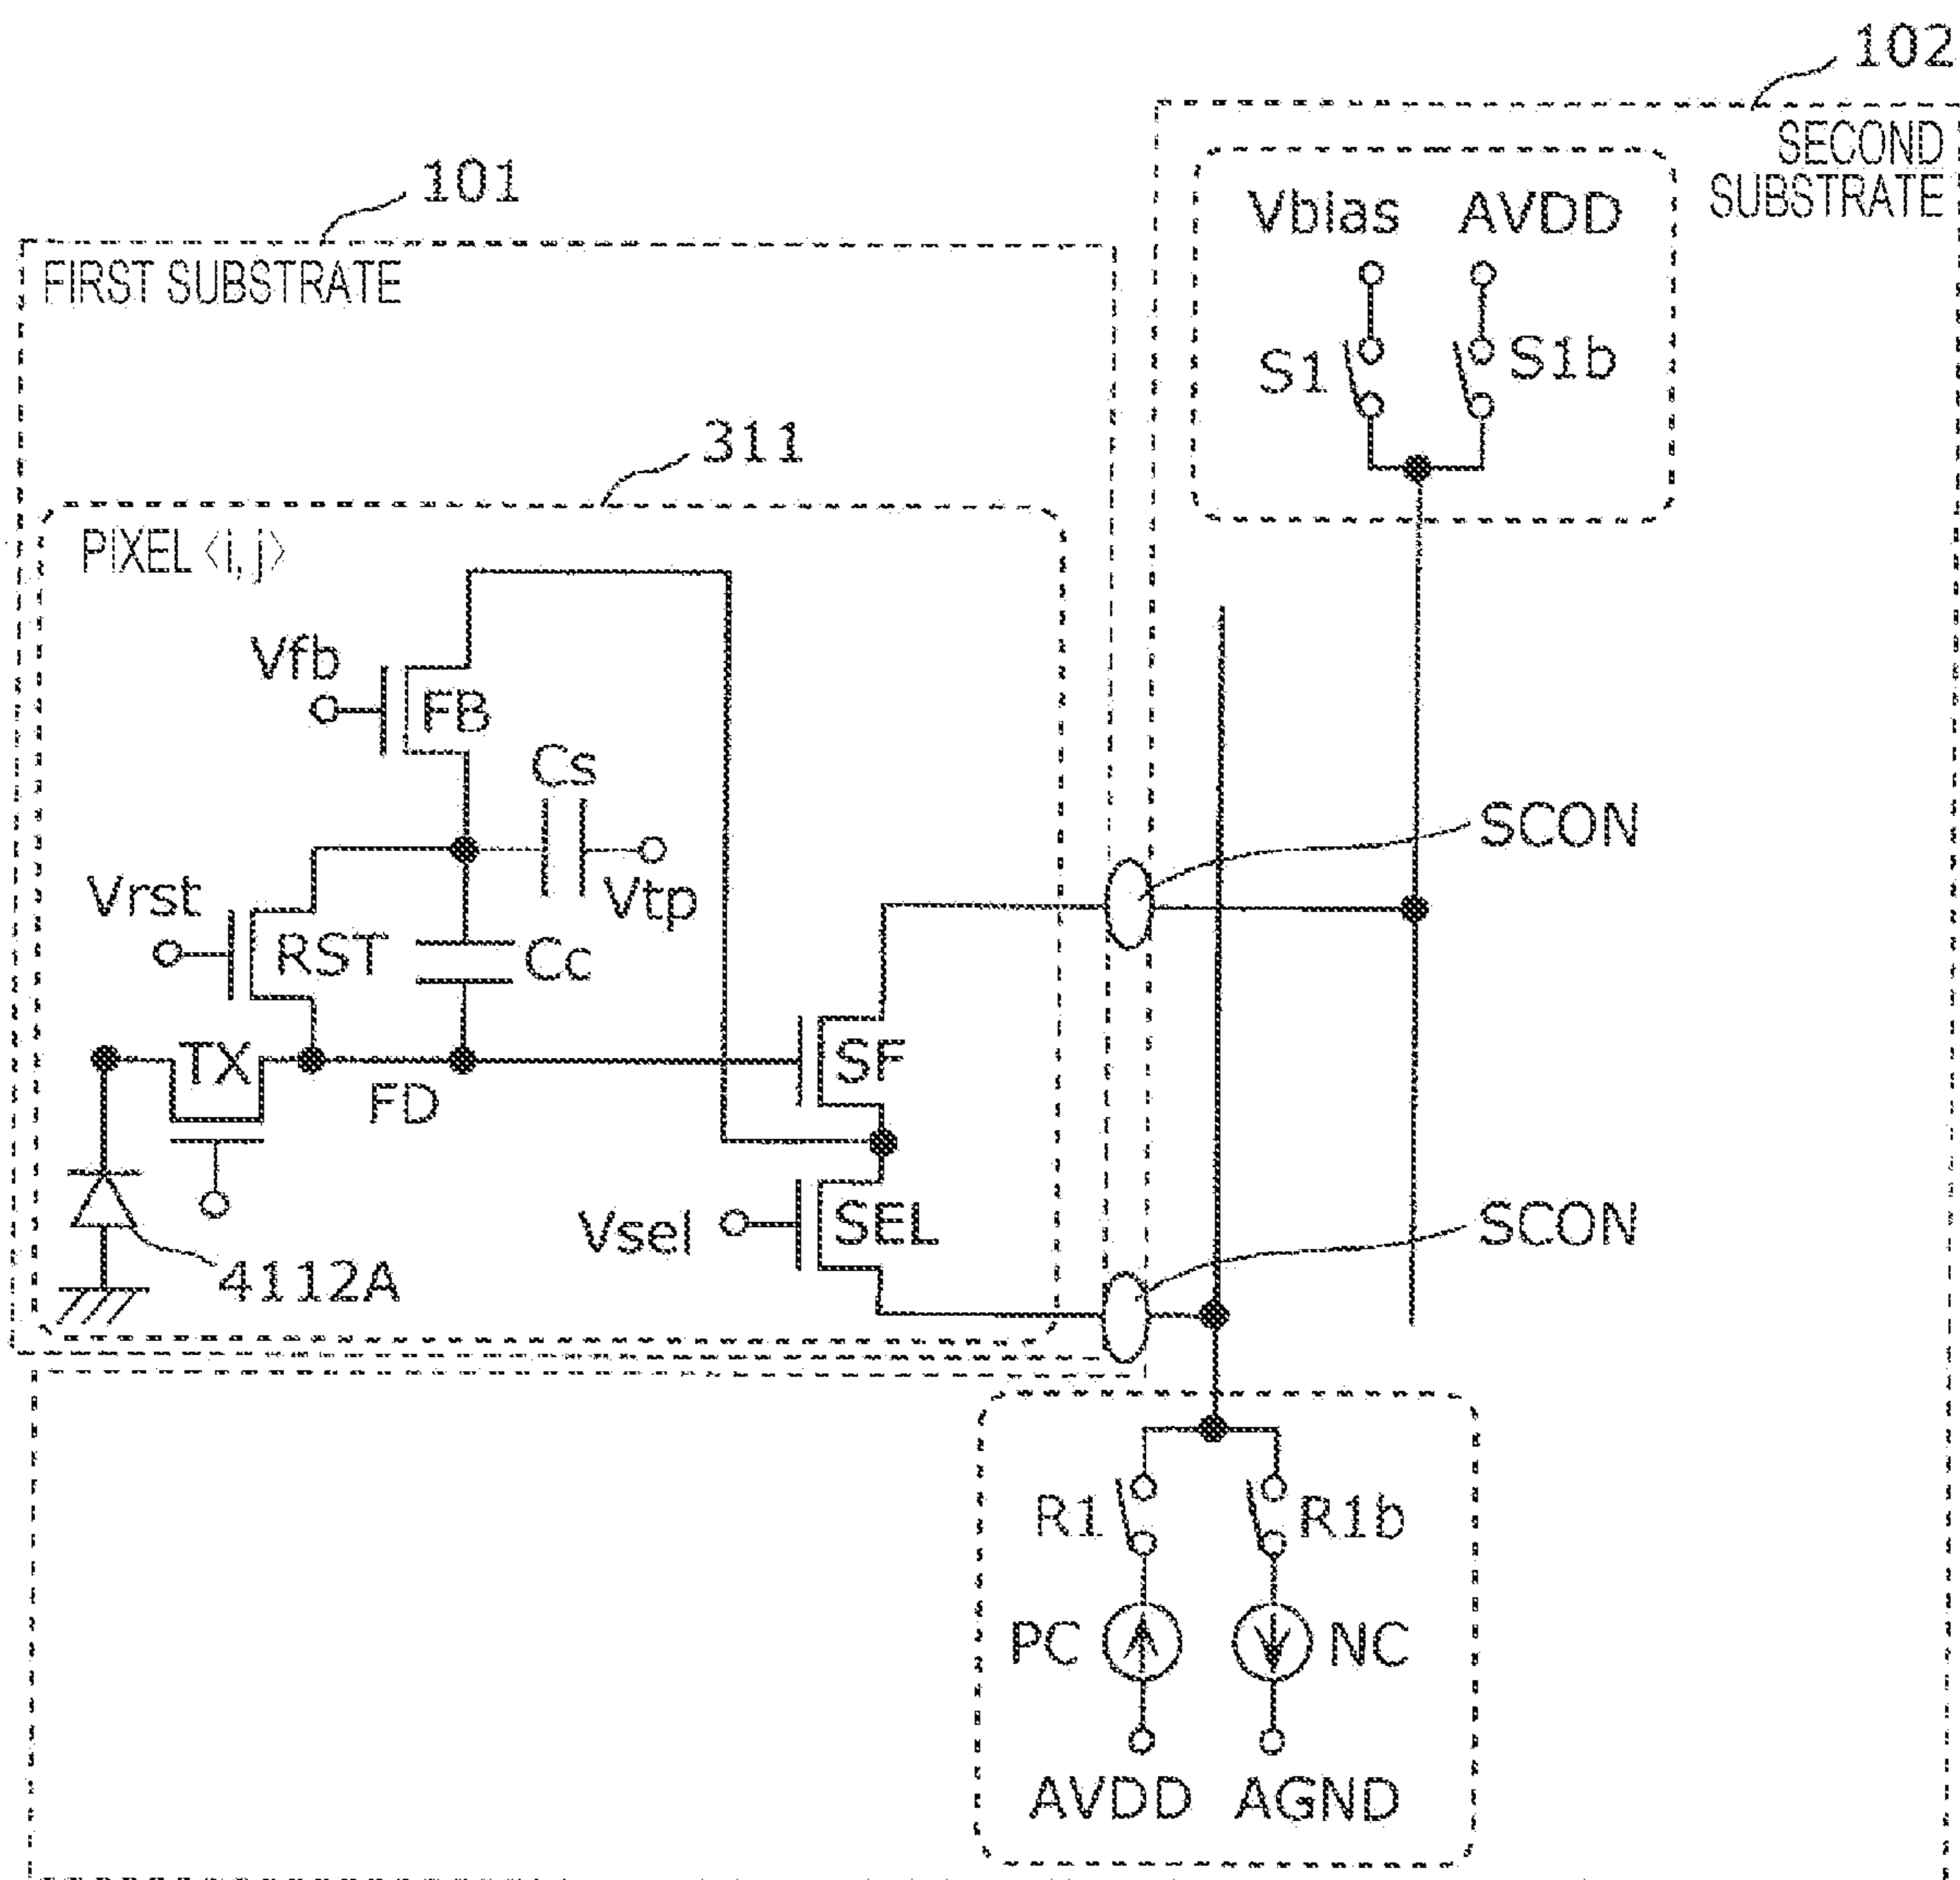 102
SECOND
SUBSTRATE
101
FIRST SUBSTRATE
Vbias AVDD
S1 S1b
311
PIXEL <i, j>
Vfb
FB
Cs
SCON
Vrst
Vtp
RST
Cc
TX
SF
FD
Vsel
SEL
SCON
4112A
R1 R1b
PC NC
AVDD AGND